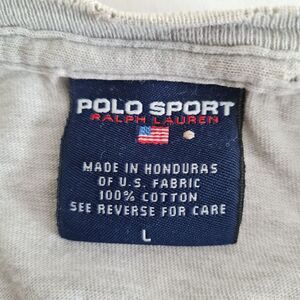 POLO SPORT
RALPH LAUREN
MADE IN HONDURAS
OF U.S. FABRIC
100% COTTON
SEE REVERSE FOR CARE
L